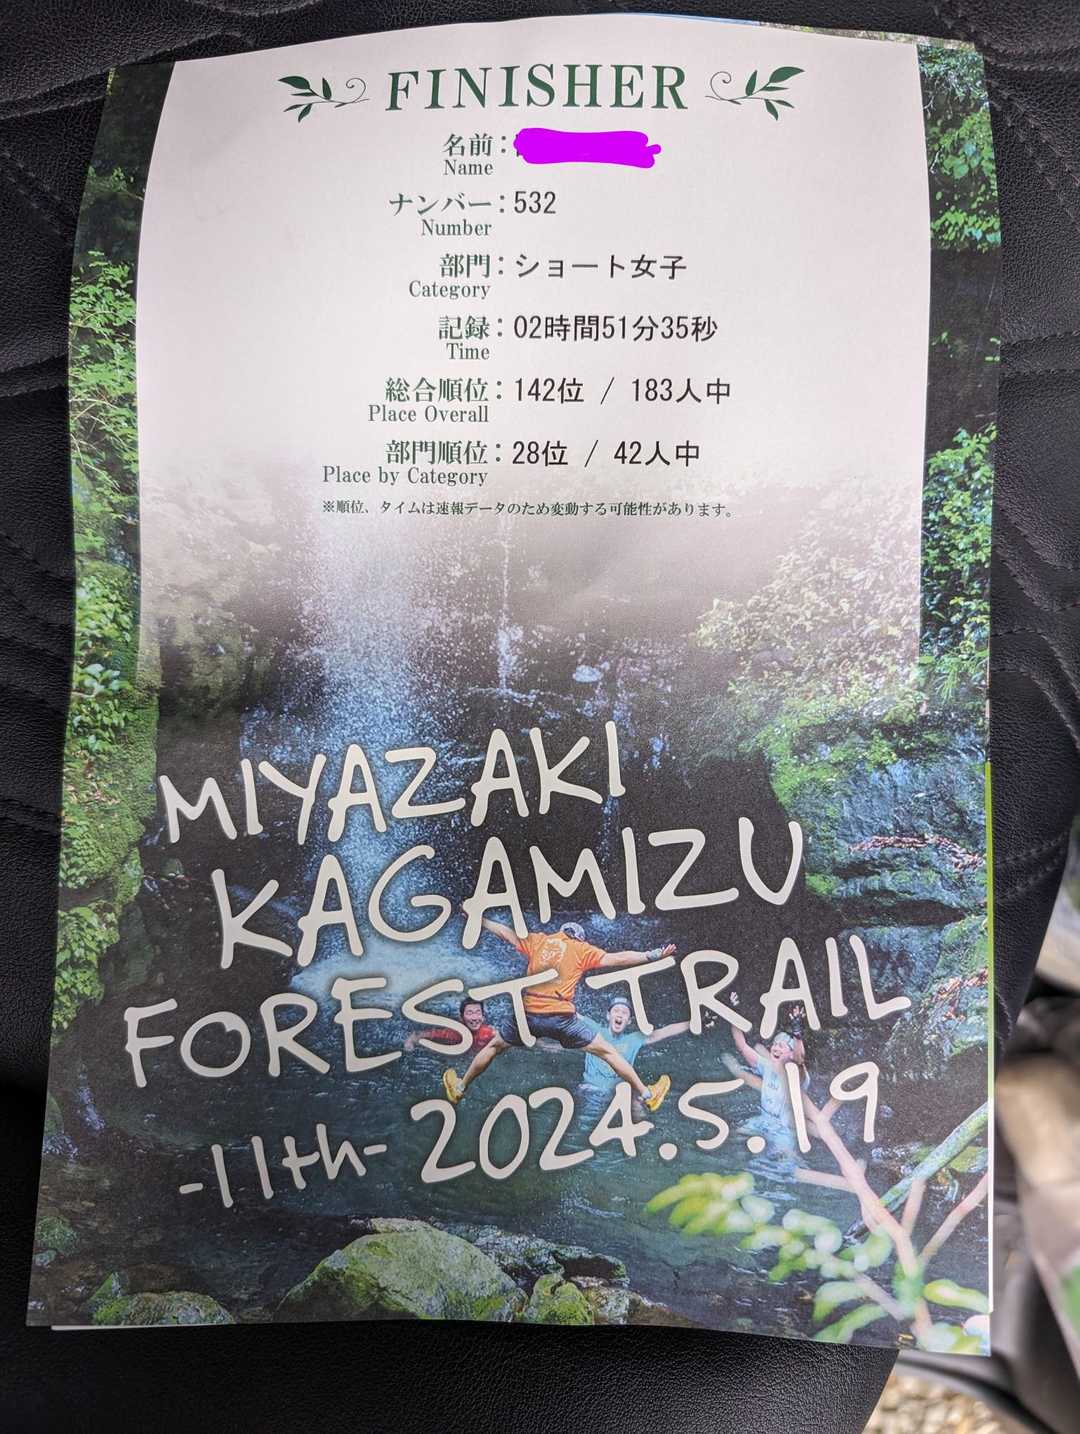 FINISHER
名前：
Name
ナンバー：532
Number
部門：ショート女子
Category
記録：02時間51分35秒
Time
総合順位：142位 / 183人中
Place Overall
部門順位：28位 / 42人中
Place by Category
※順位、タイムは速報データのため変動する可能性があります。
MIYAZAKI
KAGAMIZU
FOREST TRAIL
-11th- 2024.5.19